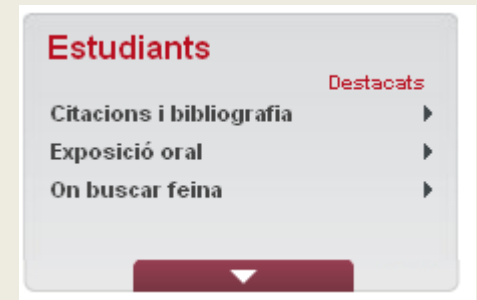 Estudiants
Destacats
Citacions i bibliografia
Exposició oral
On buscar feina